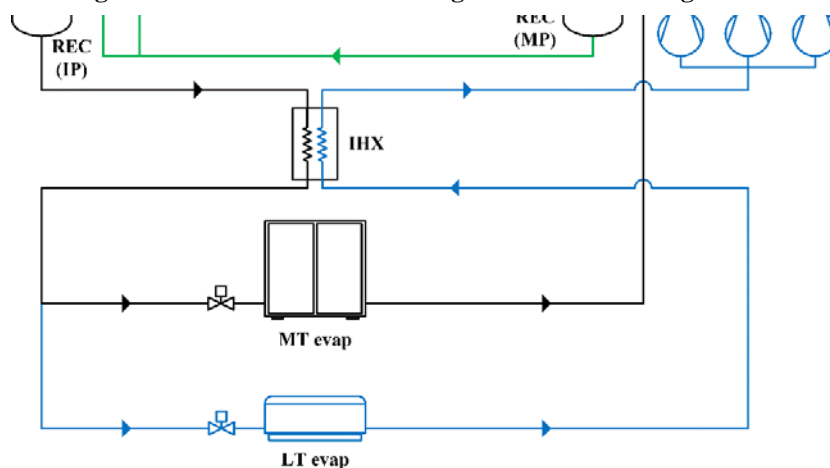 REC
(IP)
REC
(MP)
IHX
MT evap
LT evap